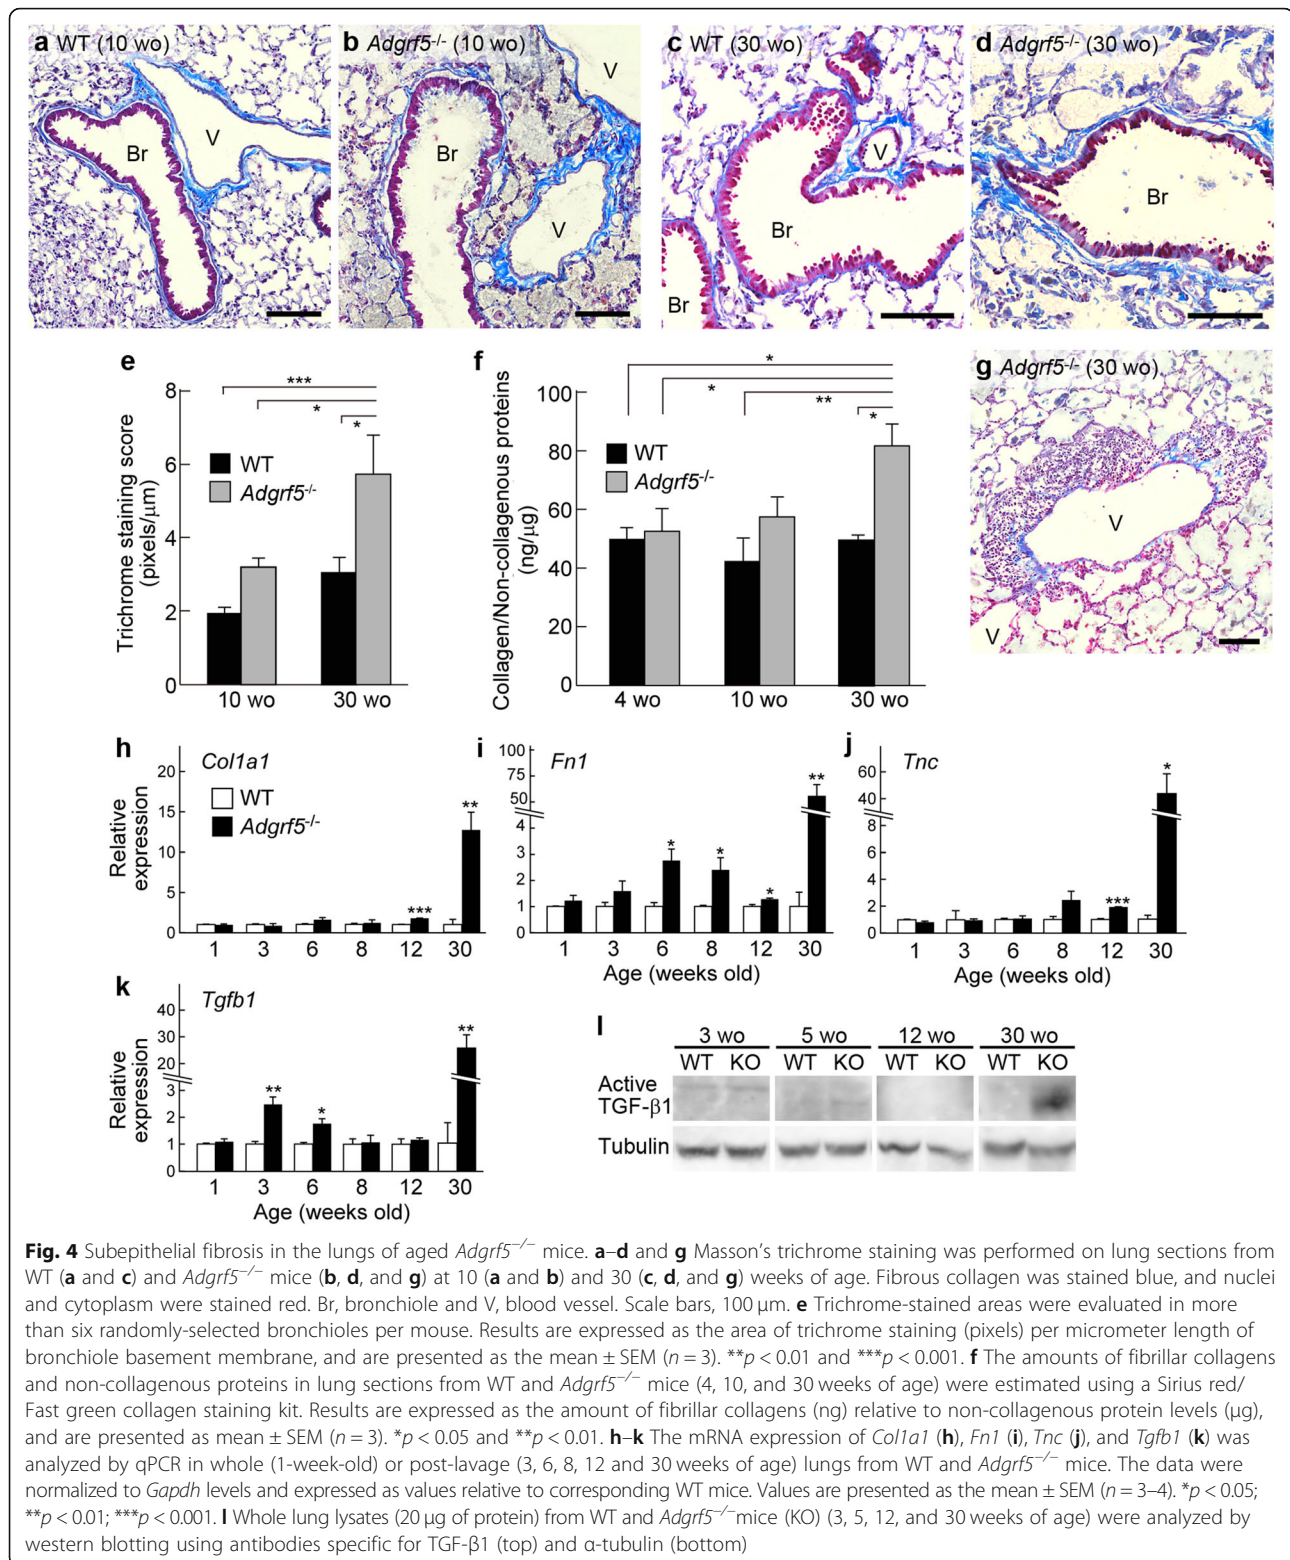 a WT (10 wo)
b Adgrf5-/- (10 wo)
c WT (30 wo)
d Adgrf5-/- (30 wo)
Br
V
V
Br
V
V
Br
Br
Br
e
Trichrome staining score
(pixels/μm)
8
6
4
2
0
***
*
*
WT
Adgrf5-/-
10 wo
30 wo
f
Collagen/Non-collagenous proteins
(ng/μg)
100
80
60
40
20
0
*
*
**
*
WT
Adgrf5-/-
4 wo
10 wo
30 wo
g Adgrf5-/- (30 wo)
V
V
h
Col1a1
Relative
expression
20
15
10
5
0
WT
Adgrf5-/-
***
**
1 3 6 8 12 30
Age (weeks old)
i
Fn1
100
75
50
4
3
2
1
0
*
*
*
**
1 3 6 8 12 30
Age (weeks old)
j
Tnc
60
40
8
6
4
2
0
***
*
1 3 6 8 12 30
Age (weeks old)
k
Tgfb1
Relative
expression
40
30
20
3
2
1
0
**
*
**
1 3 6 8 12 30
Age (weeks old)
l
3 wo 5 wo 12 wo 30 wo
WT KO WT KO WT KO WT KO
Active
TGF-β1
Tubulin
Fig. 4 Subepithelial fibrosis in the lungs of aged Adgrf5−/− mice. a–d and g Masson's trichrome staining was performed on lung sections from
WT (a and c) and Adgrf5−/− mice (b, d, and g) at 10 (a and b) and 30 (c, d, and g) weeks of age. Fibrous collagen was stained blue, and nuclei
and cytoplasm were stained red. Br, bronchiole and V, blood vessel. Scale bars, 100 μm. e Trichrome-stained areas were evaluated in more
than six randomly-selected bronchioles per mouse. Results are expressed as the area of trichrome staining (pixels) per micrometer length of
bronchiole basement membrane, and are presented as the mean ± SEM (n = 3). **p < 0.01 and ***p < 0.001. f The amounts of fibrillar collagens
and non-collagenous proteins in lung sections from WT and Adgrf5−/− mice (4, 10, and 30 weeks of age) were estimated using a Sirius red/
Fast green collagen staining kit. Results are expressed as the amount of fibrillar collagens (ng) relative to non-collagenous protein levels (μg),
and are presented as mean ± SEM (n = 3). *p < 0.05 and **p < 0.01. h–k The mRNA expression of Col1a1 (h), Fn1 (i), Tnc (j), and Tgfb1 (k) was
analyzed by qPCR in whole (1-week-old) or post-lavage (3, 6, 8, 12 and 30 weeks of age) lungs from WT and Adgrf5−/− mice. The data were
normalized to Gapdh levels and expressed as values relative to corresponding WT mice. Values are presented as the mean ± SEM (n = 3–4). *p < 0.05;
**p < 0.01; ***p < 0.001. l Whole lung lysates (20 μg of protein) from WT and Adgrf5−/−mice (KO) (3, 5, 12, and 30 weeks of age) were analyzed by
western blotting using antibodies specific for TGF-β1 (top) and α-tubulin (bottom)